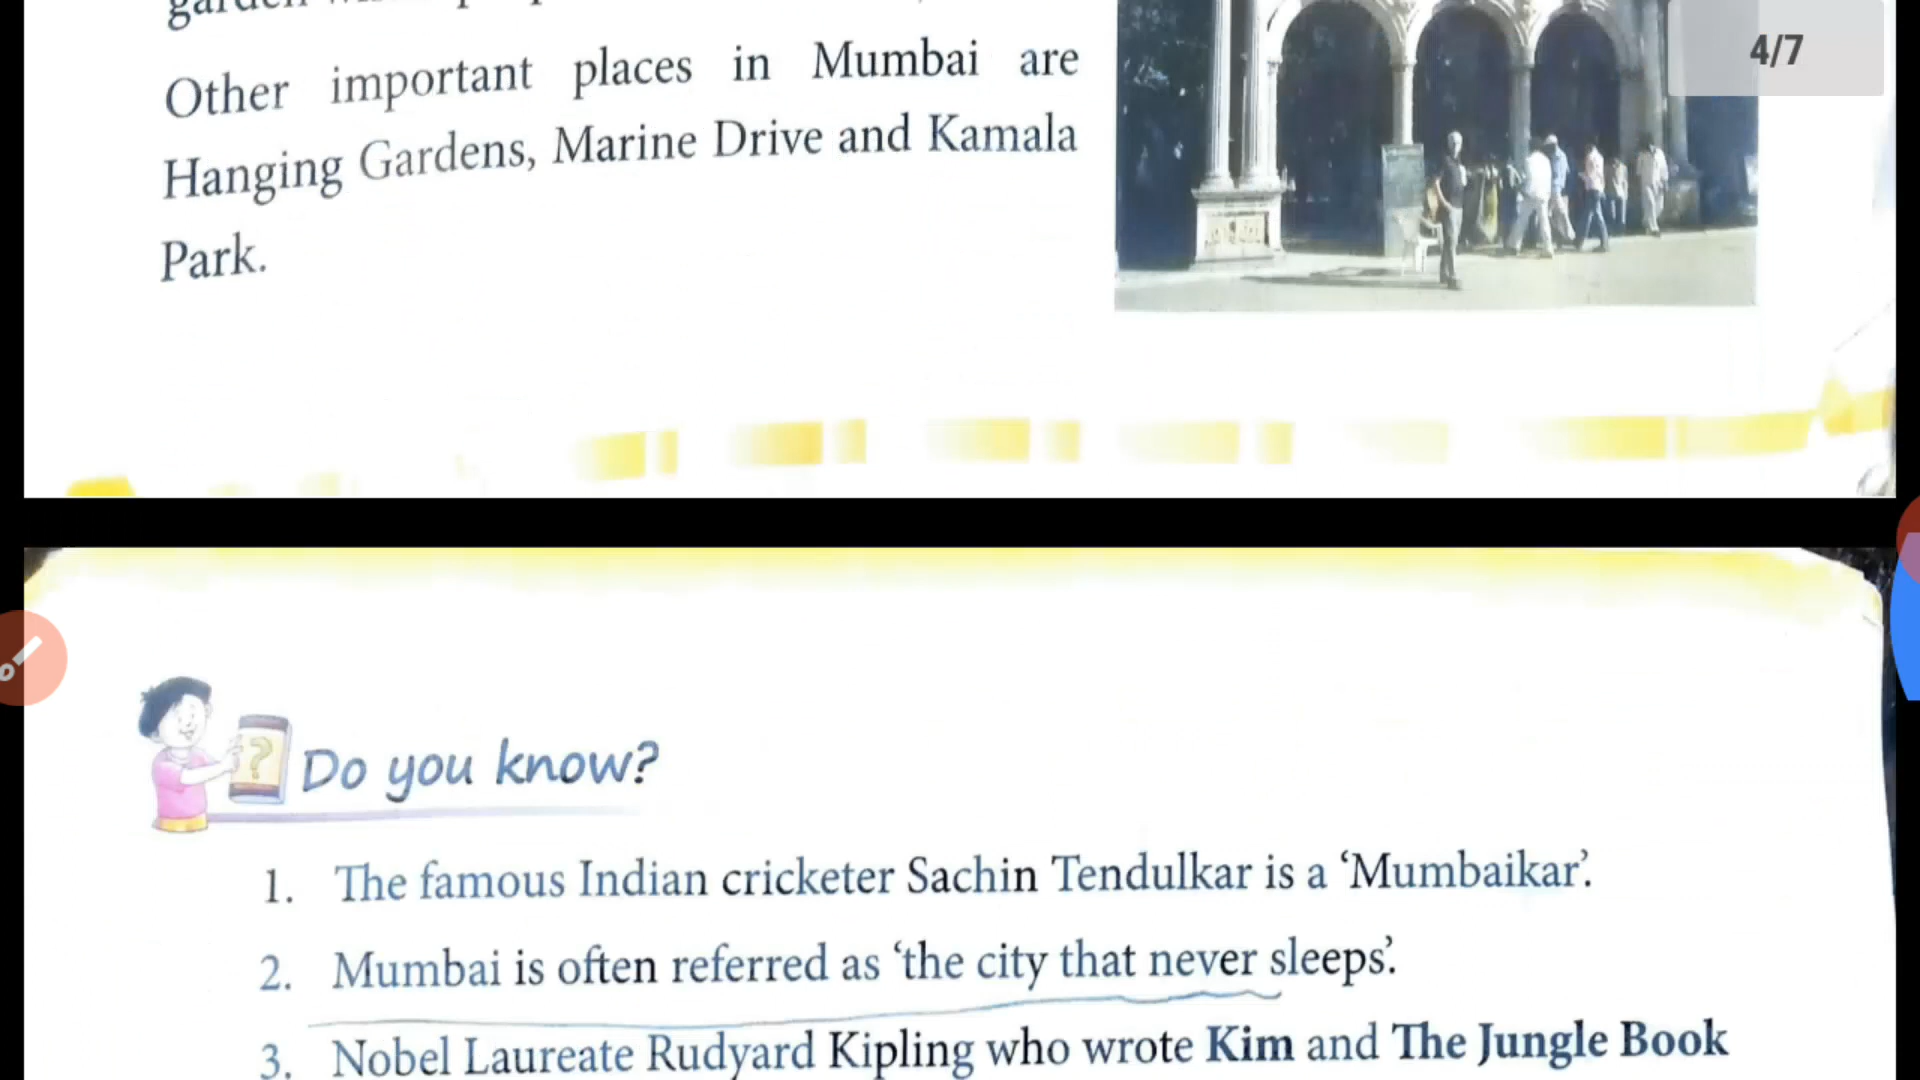 4/7
Other important places in Mumbai are
Hanging Gardens, Marine Drive and Kamala
Park.
Do you know?
1. The famous Indian cricketer Sachin Tendulkar is a ‘Mumbaikar’.
2. Mumbai is often referred as ‘the city that never sleeps’.
3. Nobel Laureate Rudyard Kipling who wrote Kim and The Jungle Book